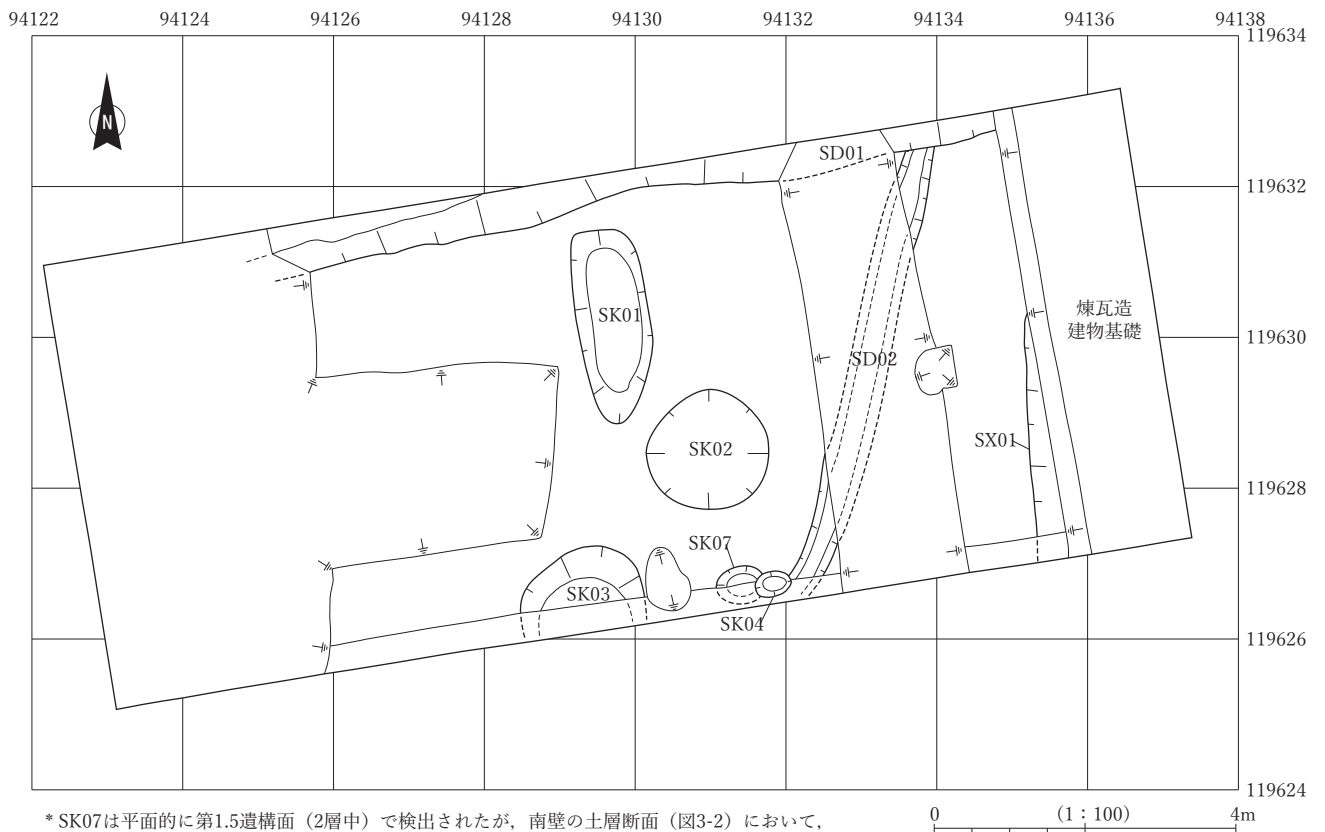 94122 94124 94126 94128 94130 94132 94134 94136 94138
119634
N
SD01
119632
SK01
煉瓦造
建物基礎
119630
SD02
SX01
SK02
119628
SK07
SK03
SK04
119626
119624
* SK07は平面的に第1.5遺構面（2層中）で検出されたが，南壁の土層断面（図3-2）において，
0 （1：100） 4m